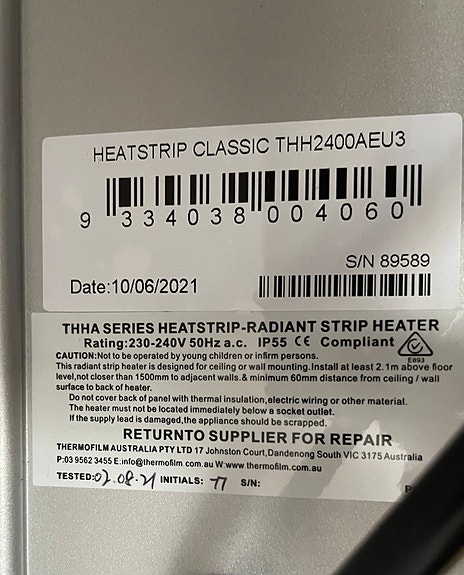 HEATSTRIP CLASSIC THH2400AEU3
9 334038 004060
S/N 89589
Date:10/06/2021
THHA SERIES HEATSTRIP-RADIANT STRIP HEATER
Rating:230-240V 50Hz a.c. IP55 CE Compliant
E893
CAUTION:Not to be operated by young children or infirm persons.
This radiant strip heater is designed for ceiling or wall mounting.Install at least 2.1m above floor
level,not closer than 1500mm to adjacent walls.& minimum 60mm distance from ceiling / wall
surface to back of heater.
Do not cover back of panel with thermal insulation,electric wiring or other material.
The heater must not be located immediately below a socket outlet.
If the supply lead is damaged,the appliance should be scrapped.
RETURNTO SUPPLIER FOR REPAIR
THERMOFILM AUSTRALIA PTY LTD 17 Johnston Court,Dandenong South VIC 3175 Australia
P:03 9562 3455 E:info@thermofilm.com.au W:www.thermofilm.com.au
TESTED:02.08.21 INITIALS: 77 S/N: